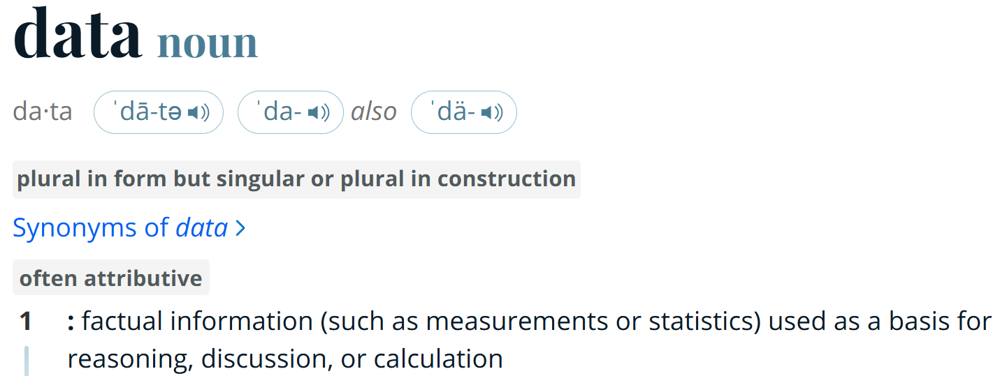 data noun
da·ta ˈdā-tə ˈda- also ˈdä-
plural in form but singular or plural in construction
Synonyms of data
often attributive
1 : factual information (such as measurements or statistics) used as a basis for
reasoning, discussion, or calculation